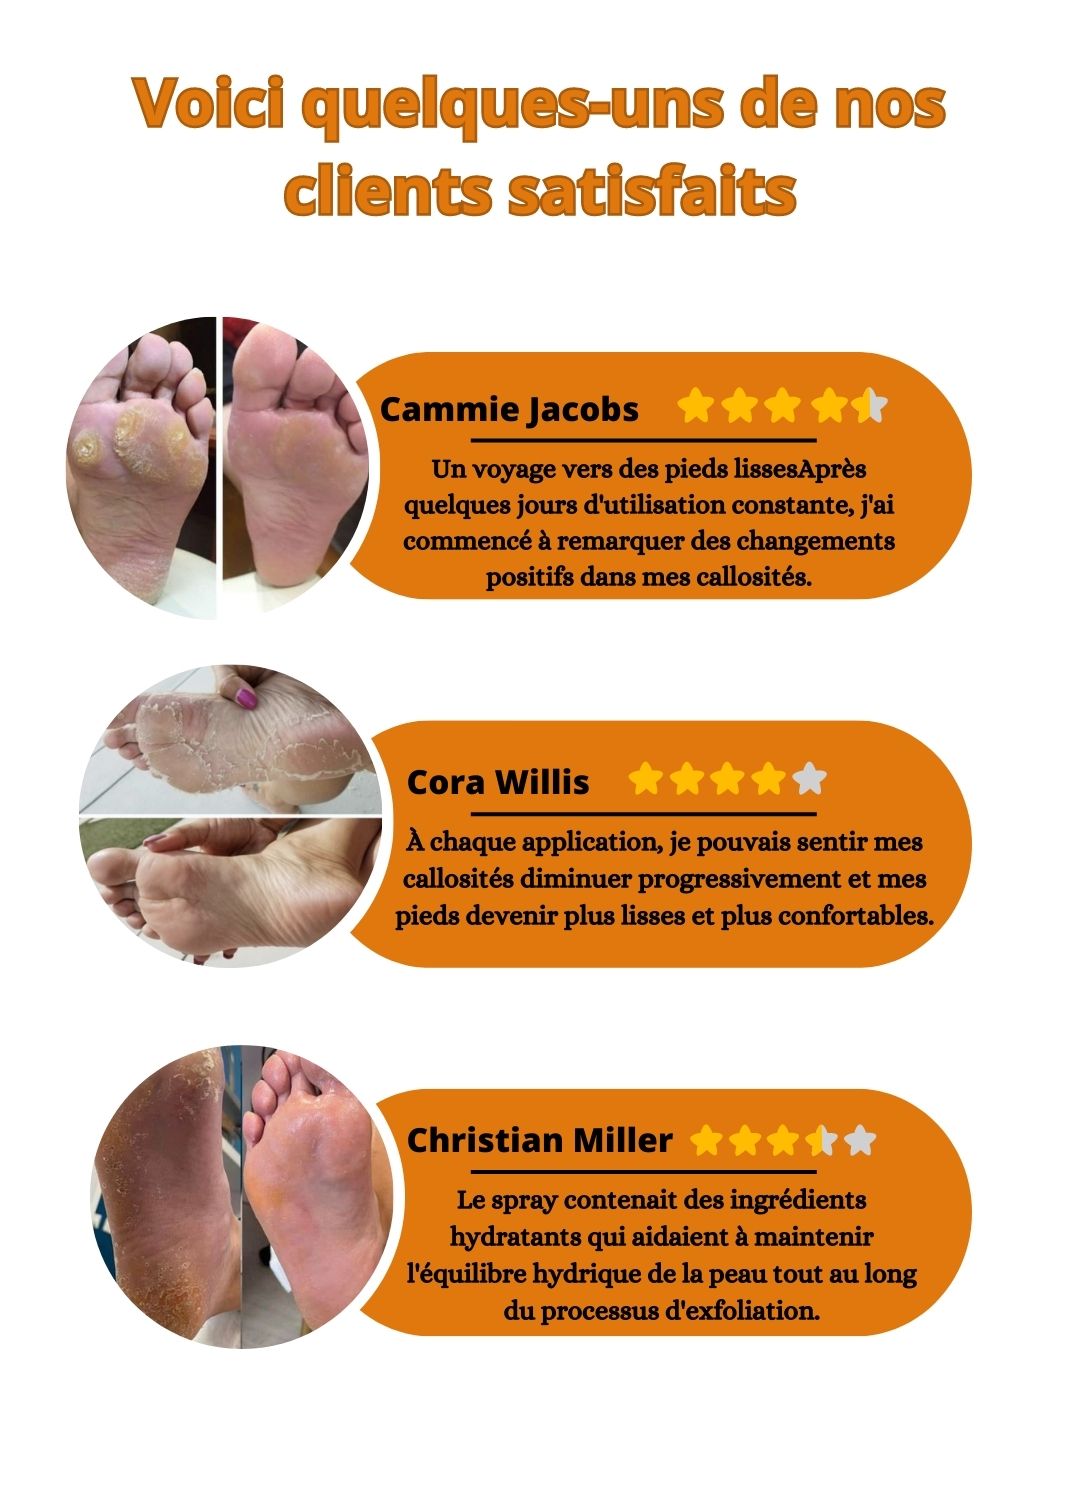 Voici quelques-uns de nos
clients satisfaits
Cammie Jacobs
Un voyage vers des pieds lissesAprès
quelques jours d'utilisation constante, j'ai
commencé à remarquer des changements
positifs dans mes callosités.
Cora Willis
À chaque application, je pouvais sentir mes
callosités diminuer progressivement et mes
pieds devenir plus lisses et plus confortables.
Christian Miller
Le spray contenait des ingrédients
hydratants qui aidaient à maintenir
l'équilibre hydrique de la peau tout au long
du processus d'exfoliation.